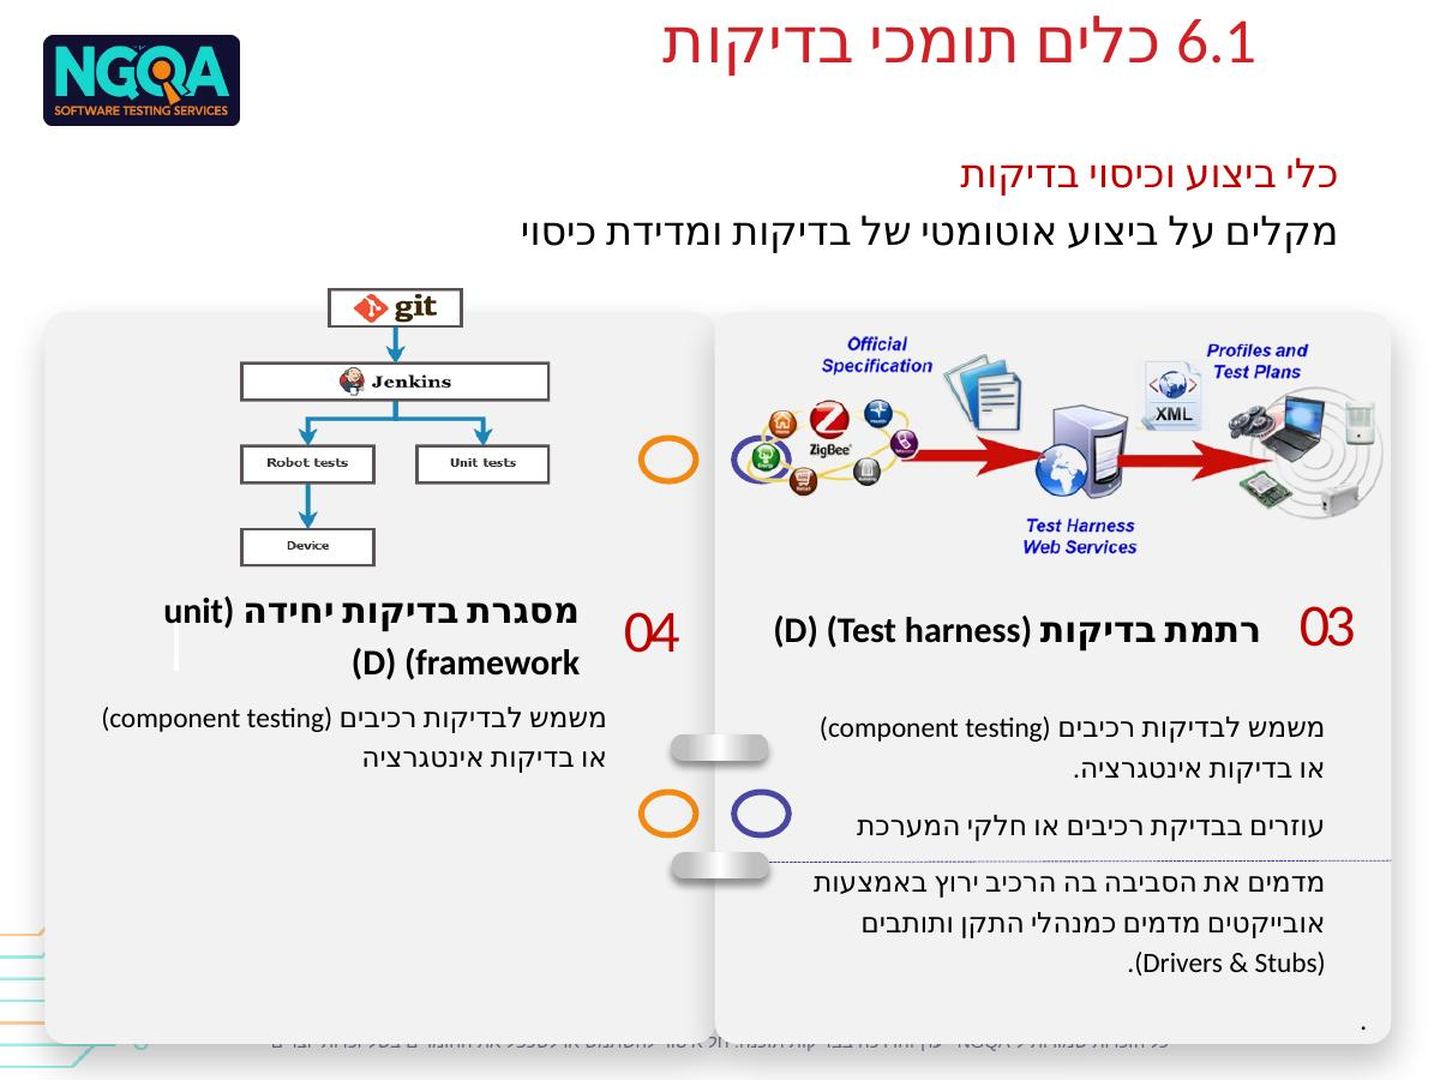 6.1 כלים תומכי בדיקות
NGQA
SOFTWARE TESTING SERVICES
כלי ביצוע וכיסוי בדיקות
מקלים על ביצוע אוטומטי של בדיקות ומדידת כיסוי
Official
Specification
Profiles and
Test Plans
XML
ZigBee
Test Harness
Web Services
03
רתמת בדיקות (Test harness) (D)
משמש לבדיקות רכיבים (component testing)
או בדיקות אינטגרציה.
עוזרים בבדיקת רכיבים או חלקי המערכת
מדמים את הסביבה בה הרכיב ירוץ באמצעות
אובייקטים מדמים כמנהלי התקן ותותבים
(Drivers & Stubs).
.
git
Jenkins
Robot tests
Unit tests
Device
04
מסגרת בדיקות יחידה (unit
framework) (D)
משמש לבדיקות רכיבים (component testing)
או בדיקות אינטגרציה